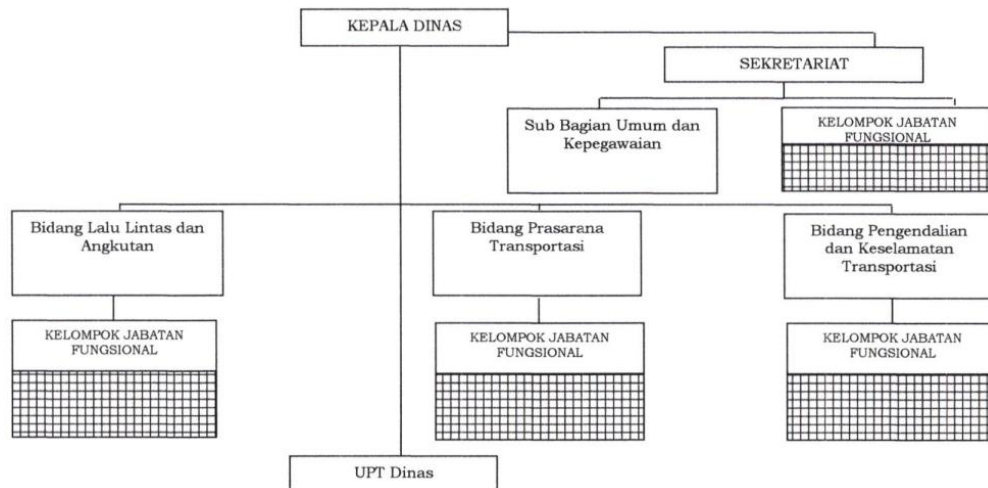 KEPALA DINAS
SEKRETARIAT
Sub Bagian Umum dan
Kepegawaian
KELOMPOK JABATAN
FUNGSIONAL
Bidang Lalu Lintas dan
Angkutan
Bidang Prasarana
Transportasi
Bidang Pengendalian
dan Keselamatan
Transportasi
KELOMPOK JABATAN
FUNGSIONAL
KELOMPOK JABATAN
FUNGSIONAL
KELOMPOK JABATAN
FUNGSIONAL
UPT Dinas